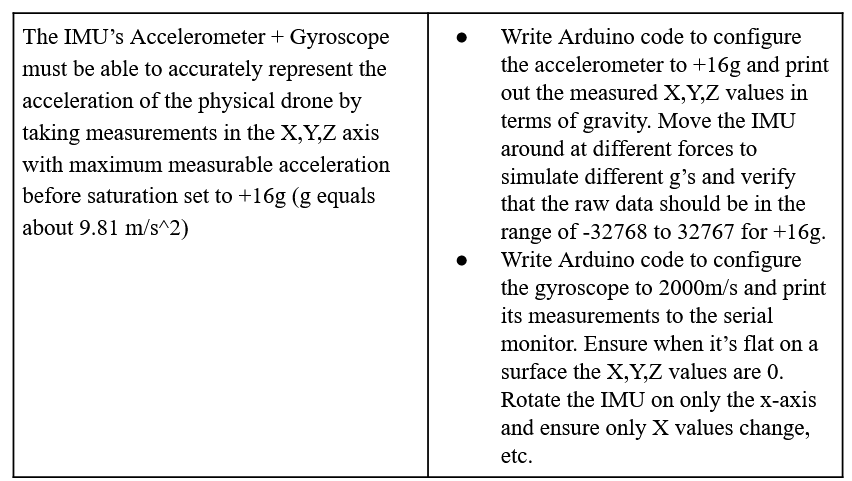 The IMU’s Accelerometer + Gyroscope
must be able to accurately represent the
acceleration of the physical drone by
taking measurements in the X,Y,Z axis
with maximum measurable acceleration
before saturation set to +16g (g equals
about 9.81 m/s^2)
● Write Arduino code to configure
the accelerometer to +16g and print
out the measured X,Y,Z values in
terms of gravity. Move the IMU
around at different forces to
simulate different g’s and verify
that the raw data should be in the
range of -32768 to 32767 for +16g.
● Write Arduino code to configure
the gyroscope to 2000m/s and print
its measurements to the serial
monitor. Ensure when it’s flat on a
surface the X,Y,Z values are 0.
Rotate the IMU on only the x-axis
and ensure only X values change,
etc.